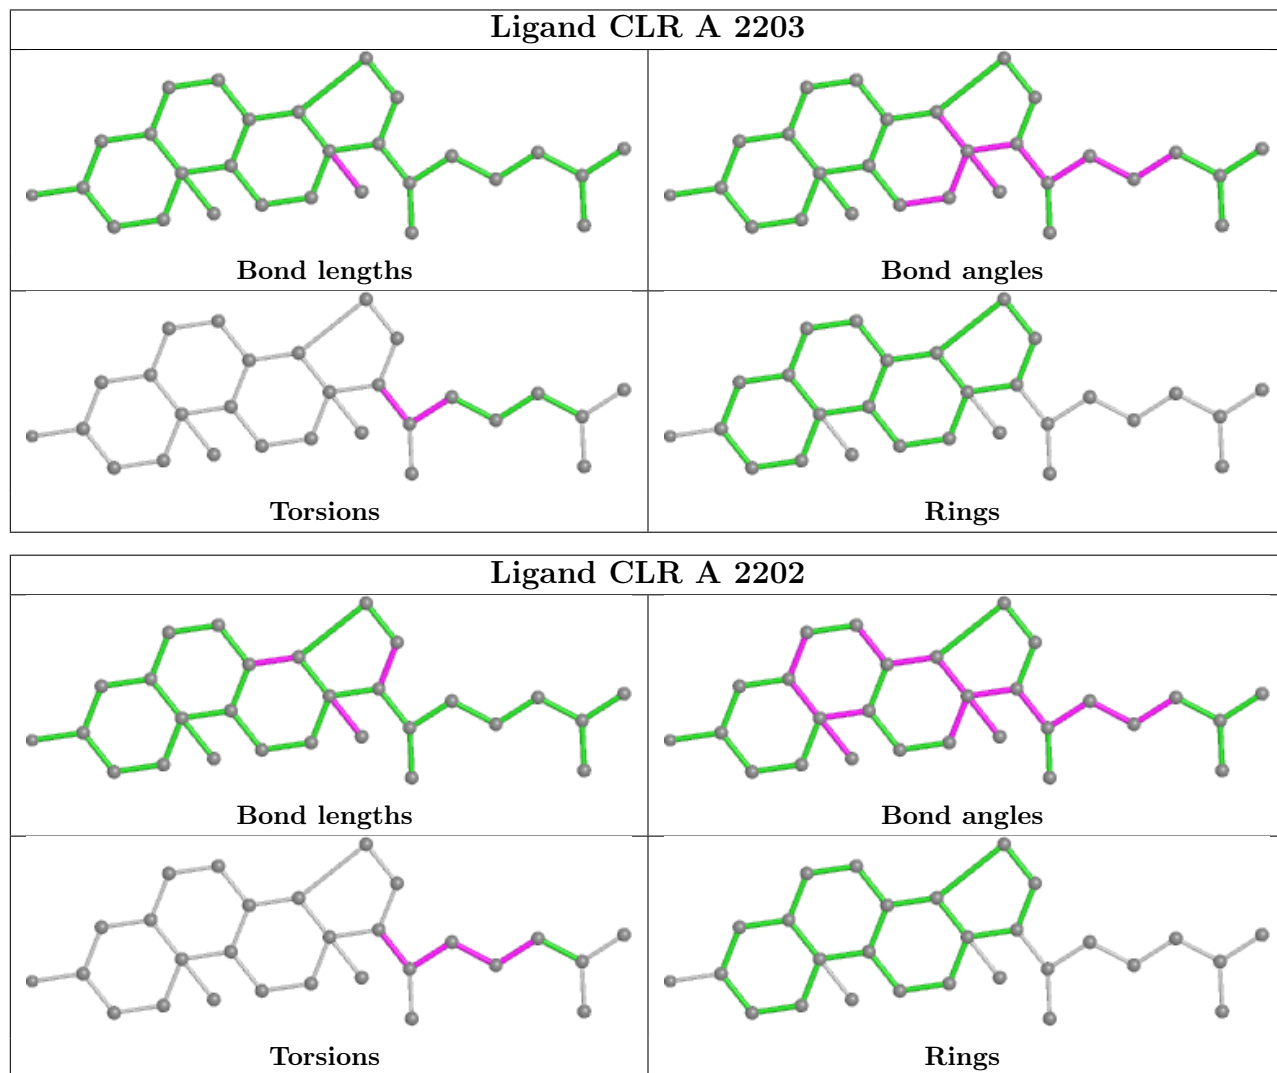 Ligand CLR A 2203
Bond lengths
Bond angles
Torsions
Rings
Ligand CLR A 2202
Bond lengths
Bond angles
Torsions
Rings